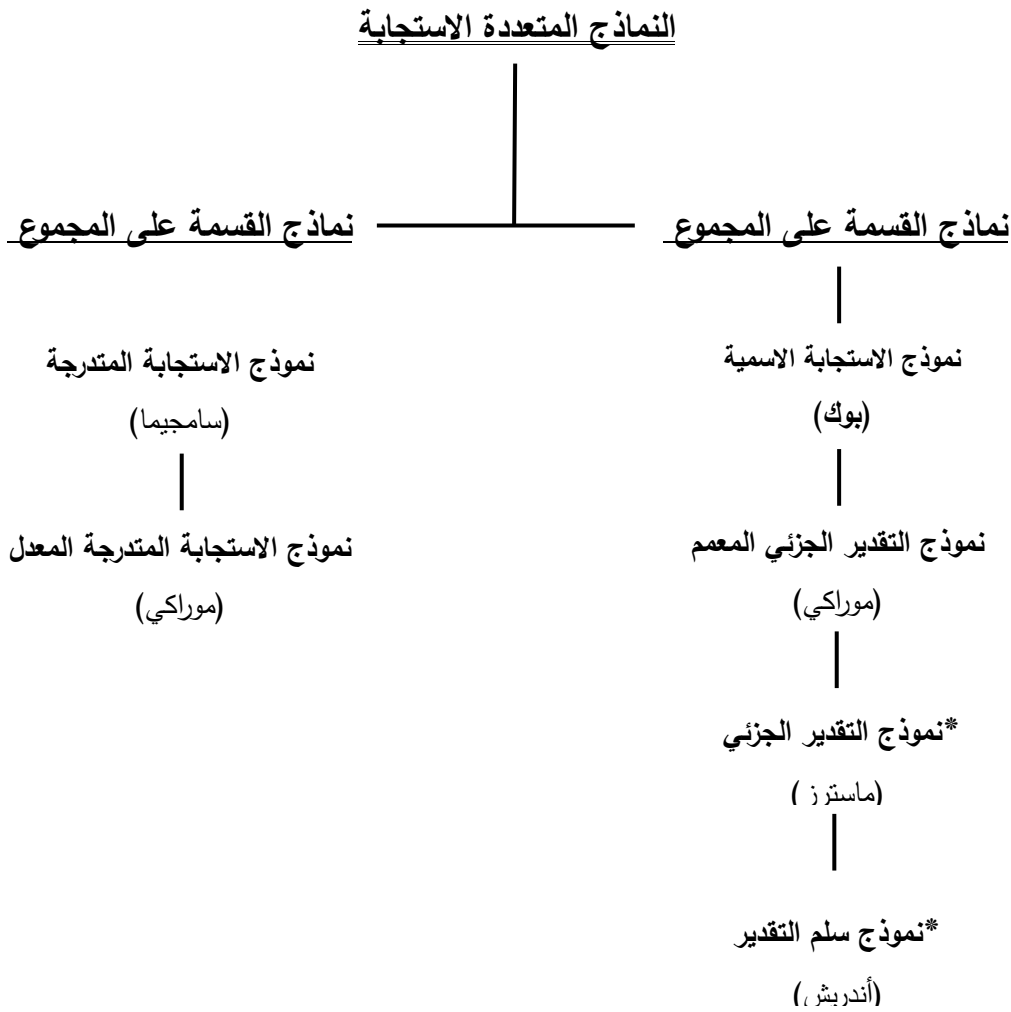 النماذج المتعددة الاستجابة
نماذج القسمة على المجموع
نموذج الاستجابة الاسمية
(بوك)
نموذج التقدير الجزئي المعمم
(موراكي)
*نموذج التقدير الجزئي
(ماسترز )
*نموذج سلم التقدير
(أندريش)
نماذج القسمة على المجموع
نموذج الاستجابة المتدرجة
(سامجيما)
نموذج الاستجابة المتدرجة المعدل
(موراكي)